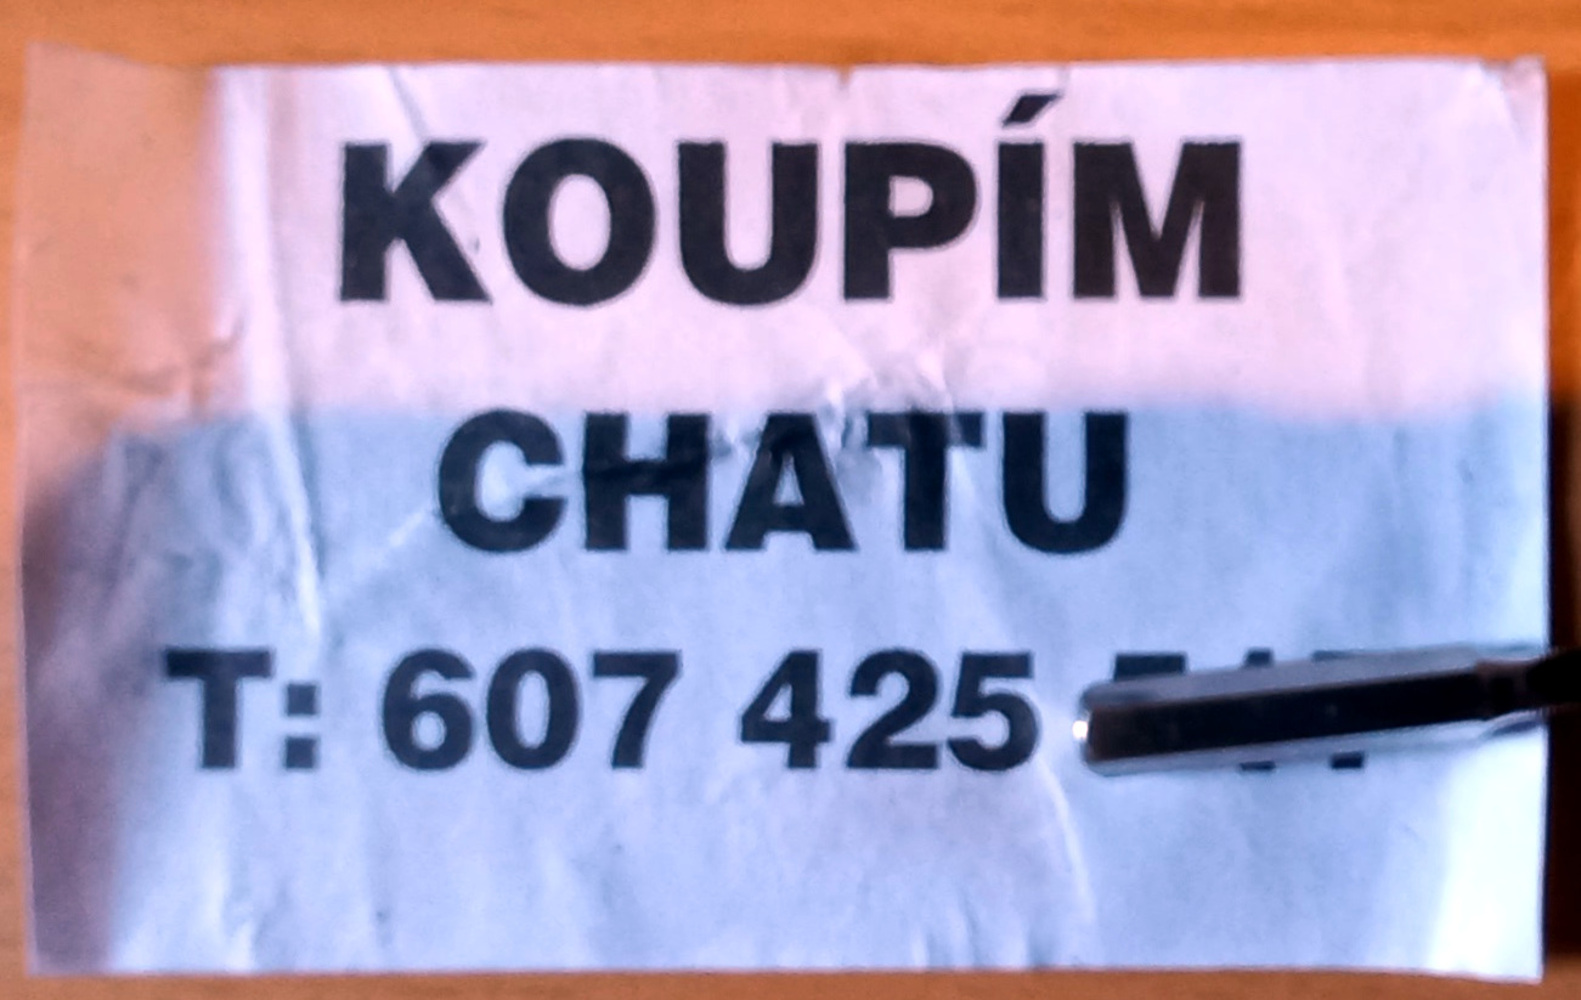 KOUPÍM
CHATU
T: 607 425